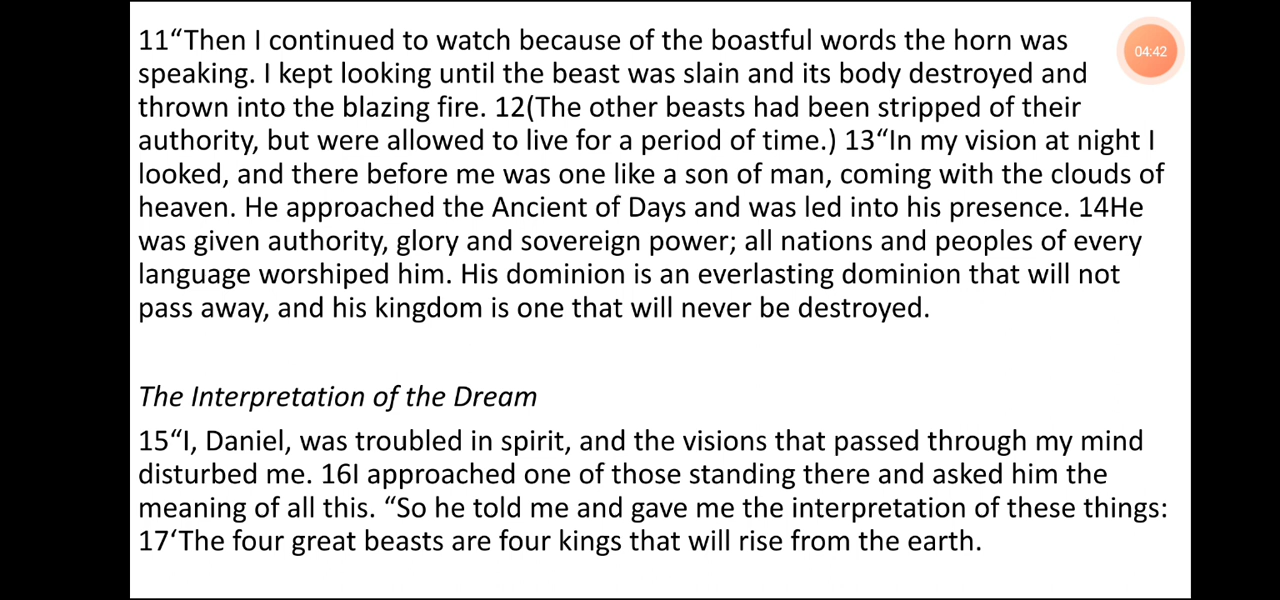 11“Then I continued to watch because of the boastful words the horn was
speaking. I kept looking until the beast was slain and its body destroyed and
thrown into the blazing fire. 12(The other beasts had been stripped of their
authority, but were allowed to live for a period of time.) 13“In my vision at night I
looked, and there before me was one like a son of man, coming with the clouds of
heaven. He approached the Ancient of Days and was led into his presence. 14He
was given authority, glory and sovereign power; all nations and peoples of every
language worshiped him. His dominion is an everlasting dominion that will not
pass away, and his kingdom is one that will never be destroyed.
04:42
The Interpretation of the Dream
15“I, Daniel, was troubled in spirit, and the visions that passed through my mind
disturbed me. 16I approached one of those standing there and asked him the
meaning of all this. “So he told me and gave me the interpretation of these things:
17‘The four great beasts are four kings that will rise from the earth.